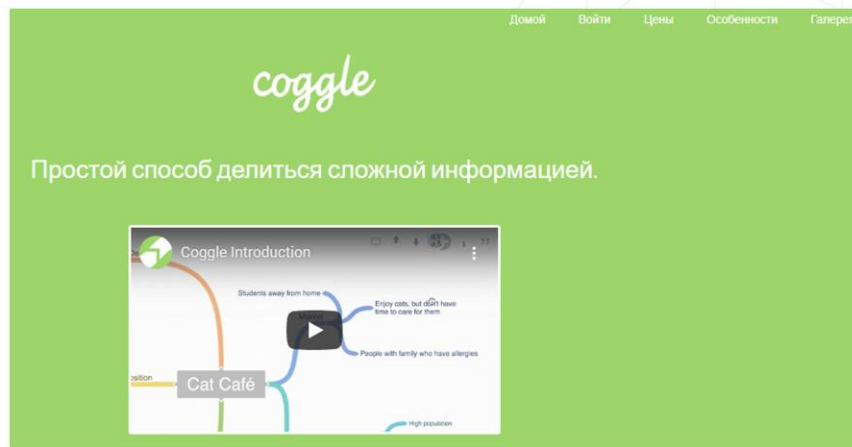 Домой Войти Цены Особенности Галерея
coggle
Простой способ делиться сложной информацией.
Coggle Introduction
Students away from home
Enjoy cats, but don't have
time to care for them
People with family who have allergies
Cat Café
High population